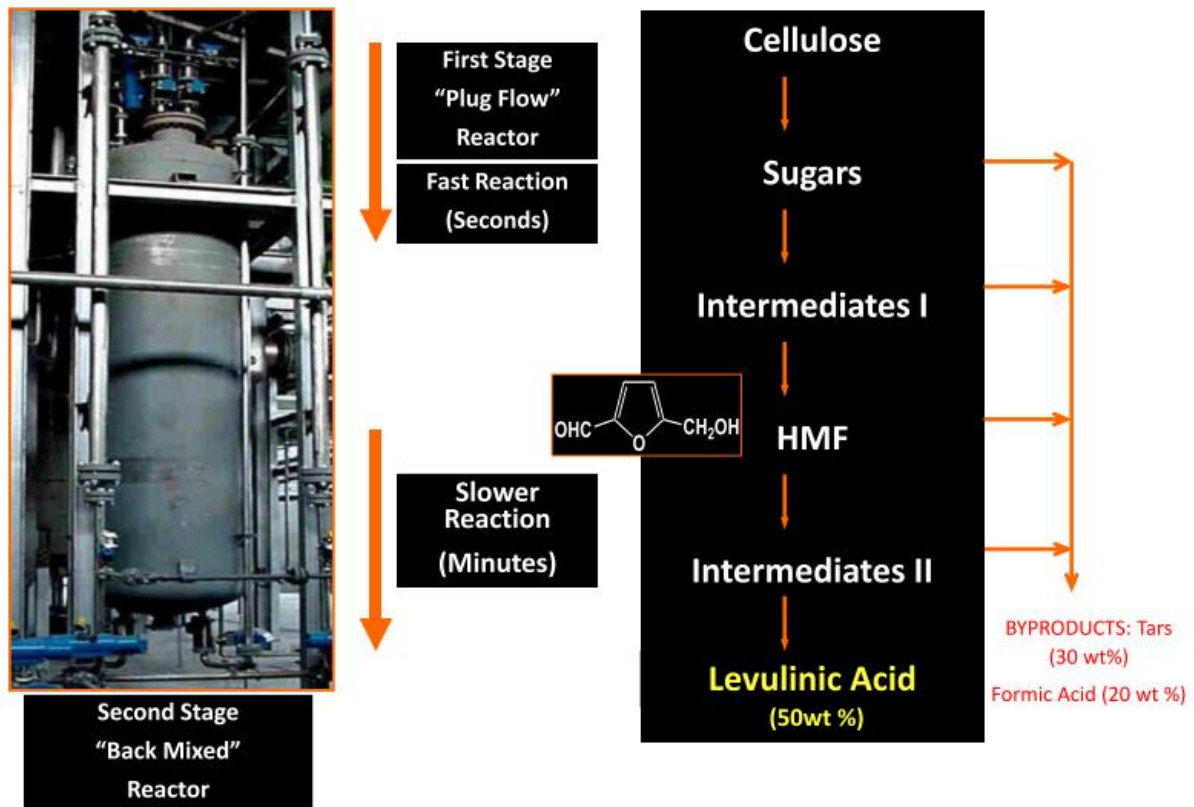 First Stage
“Plug Flow”
Reactor
Fast Reaction
(Seconds)
Slower
Reaction
(Minutes)
Second Stage
“Back Mixed”
Reactor
Cellulose
Sugars
Intermediates I
OHC
O
CH₂OH
HMF
Intermediates II
Levulinic Acid
(50wt %)
BYPRODUCTS: Tars
(30 wt%)
Formic Acid (20 wt %)